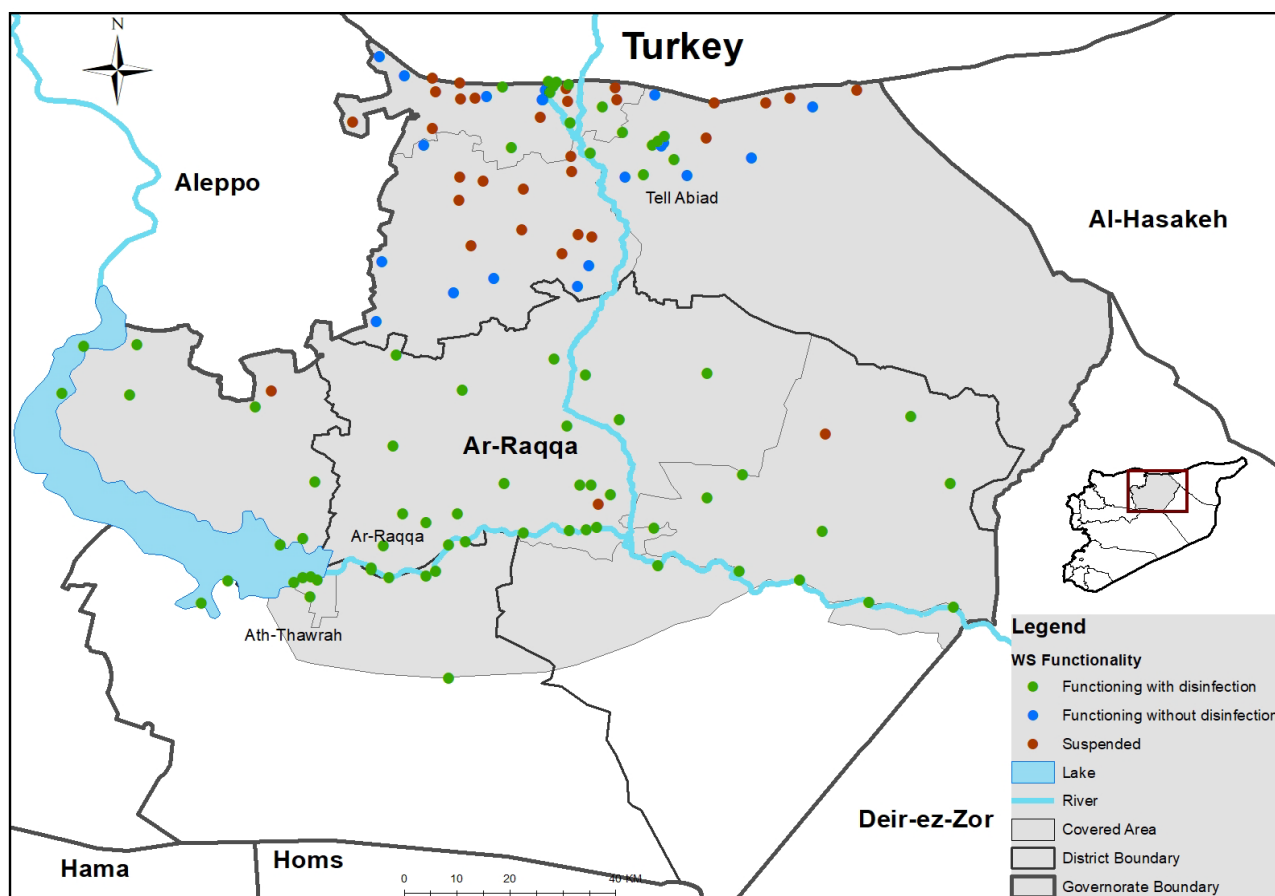 N
Turkey
Aleppo
Tell Abiad
Al-Hasakeh
Ar-Raqqa
Ar-Raqqa
Ath-Thawrah
Deir-ez-Zor
Hama
Homs
0 10 20 40 KM
Legend
WS Functionality
Functioning with disinfection
Functioning without disinfection
Suspended
Lake
River
Covered Area
District Boundary
Governorate Boundary